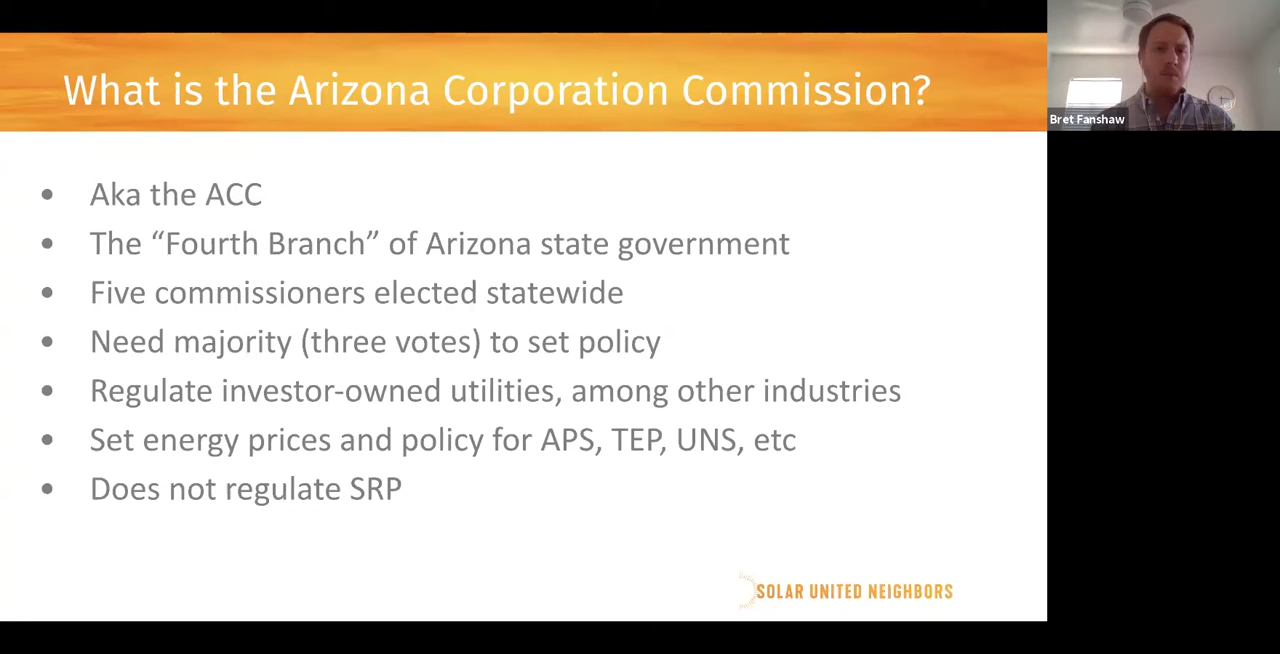 What is the Arizona Corporation Commission?
Bret Fanshaw
• Aka the ACC
• The “Fourth Branch” of Arizona state government
• Five commissioners elected statewide
• Need majority (three votes) to set policy
• Regulate investor-owned utilities, among other industries
• Set energy prices and policy for APS, TEP, UNS, etc
• Does not regulate SRP
SOLAR UNITED NEIGHBORS